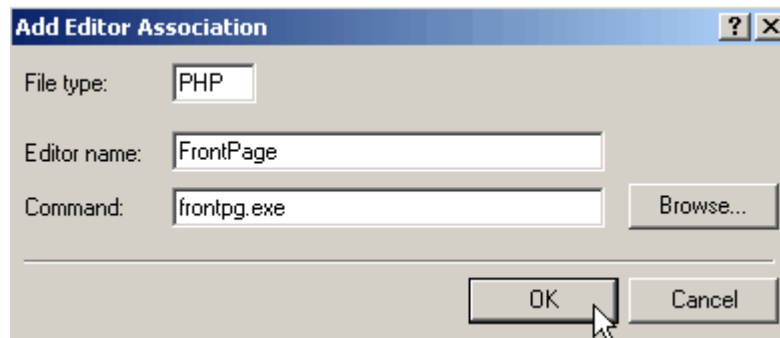 Add Editor Association ? X
File type: PHP
Editor name: FrontPage
Command: frontpg.exe Browse...
OK Cancel